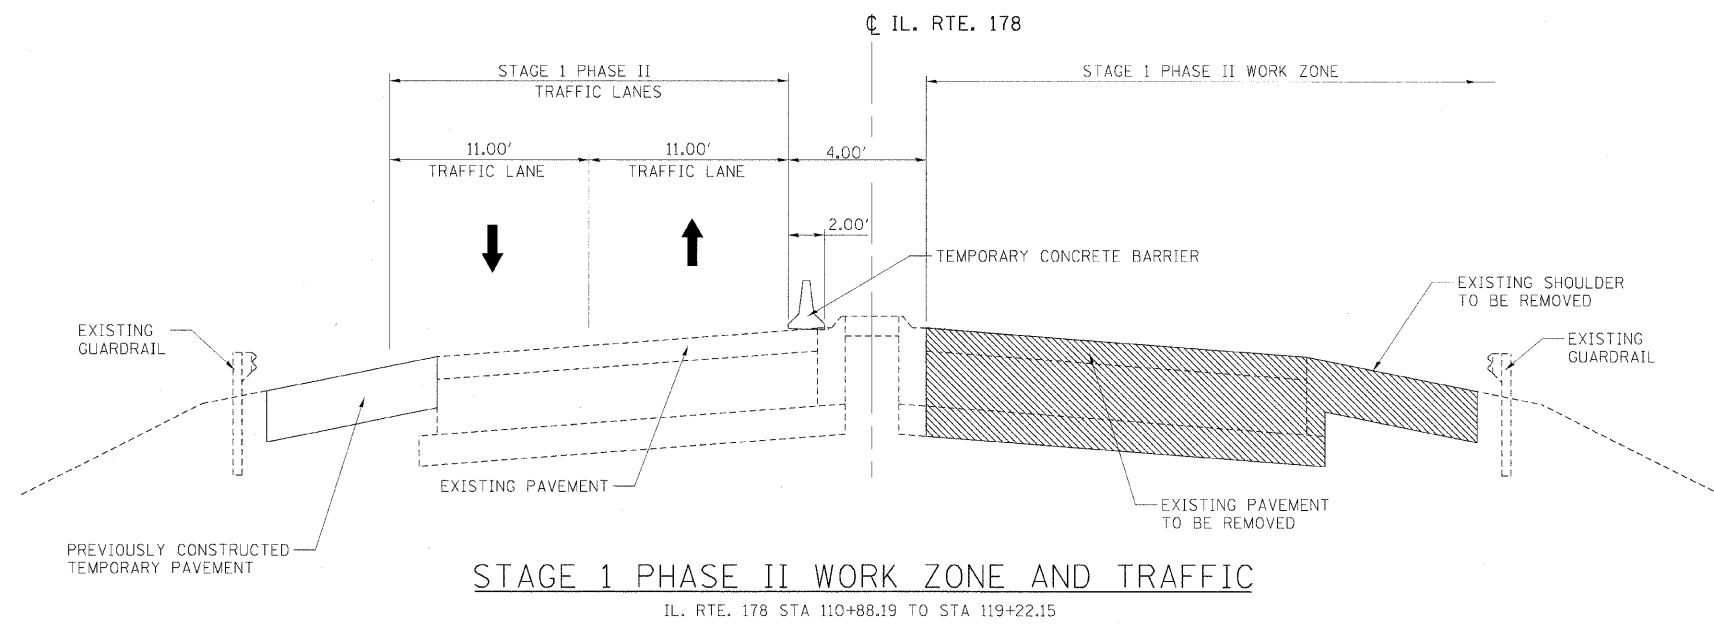 ℄ IL. RTE. 178
STAGE 1 PHASE II
TRAFFIC LANES
STAGE 1 PHASE II WORK ZONE
11.00'
TRAFFIC LANE
11.00'
TRAFFIC LANE
4.00'
2.00'
TEMPORARY CONCRETE BARRIER
EXISTING SHOULDER
TO BE REMOVED
EXISTING
GUARDRAIL
EXISTING
GUARDRAIL
EXISTING PAVEMENT
EXISTING PAVEMENT
TO BE REMOVED
PREVIOUSLY CONSTRUCTED
TEMPORARY PAVEMENT
STAGE 1 PHASE II WORK ZONE AND TRAFFIC
IL. RTE. 178 STA 110+88.19 TO STA 119+22.15